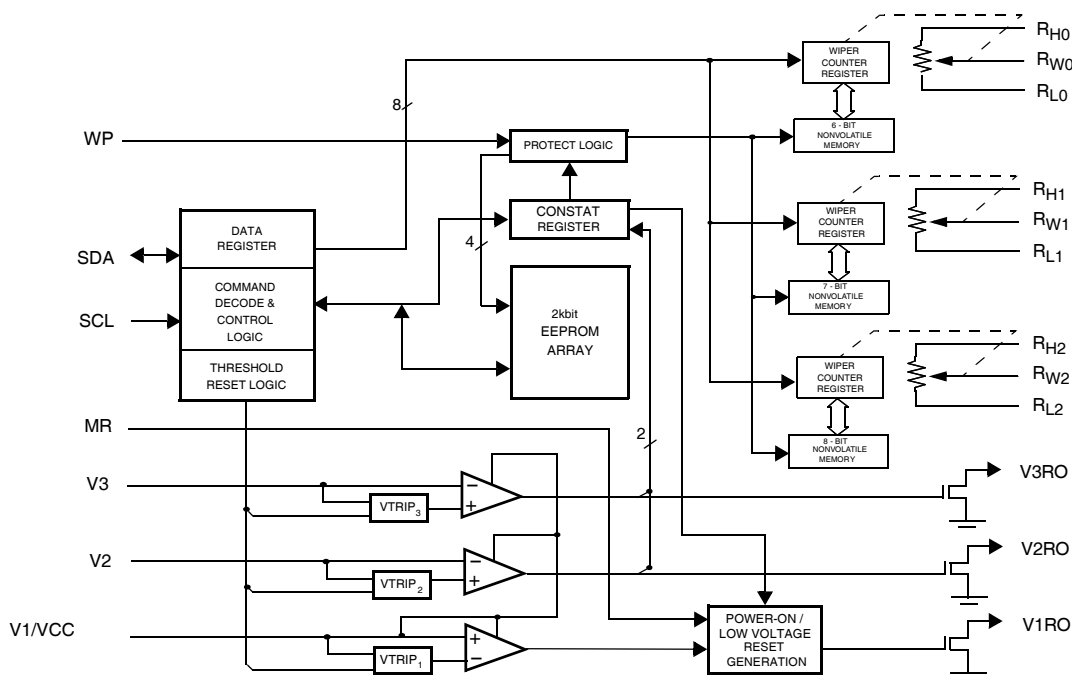 WIPER
COUNTER
REGISTER
RH0
RW0
RL0
8
6 - BIT
NONVOLATILE
MEMORY
WP
PROTECT LOGIC
CONSTAT
REGISTER
4
WIPER
COUNTER
REGISTER
RH1
RW1
RL1
7 - BIT
NONVOLATILE
MEMORY
SDA
SCL
DATA
REGISTER
COMMAND
DECODE &
CONTROL
LOGIC
THRESHOLD
RESET LOGIC
2kbit
EEPROM
ARRAY
WIPER
COUNTER
REGISTER
RH2
RW2
RL2
8 - BIT
NONVOLATILE
MEMORY
MR
2
V3
VTRIP3
−
+
V3RO
V2
VTRIP2
−
+
V2RO
V1/VCC
VTRIP1
+
−
POWER-ON /
LOW VOLTAGE
RESET
GENERATION
V1RO